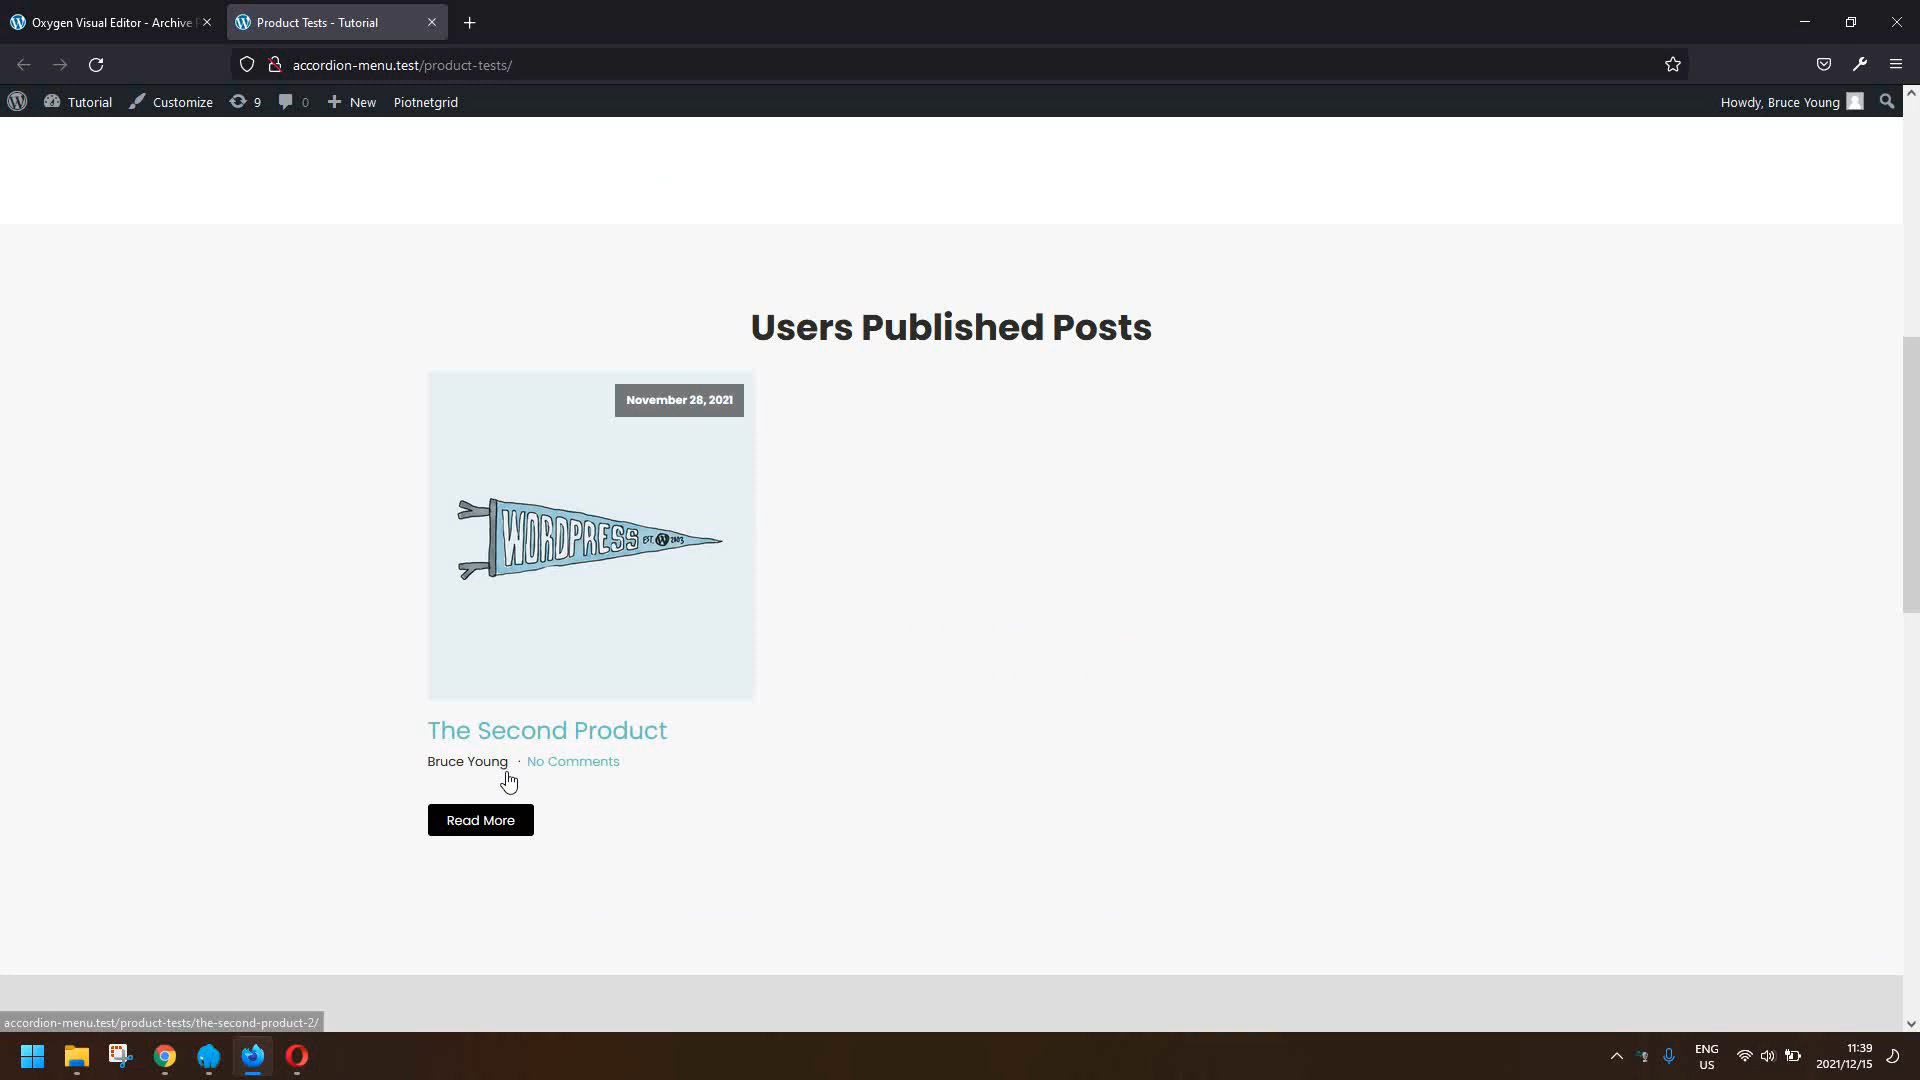 Oxygen Visual Editor - Archive
Product Tests - Tutorial
accordion-menu.test/product-tests/
Tutorial
Customize
9
0
New
Piotnetgrid
Howdy, Bruce Young
Users Published Posts
November 28, 2021
WORDPRESS EST. W 2003
The Second Product
Bruce Young · No Comments
Read More
accordion-menu.test/product-tests/the-second-product-2/
ENG
US
11:39
2021/12/15